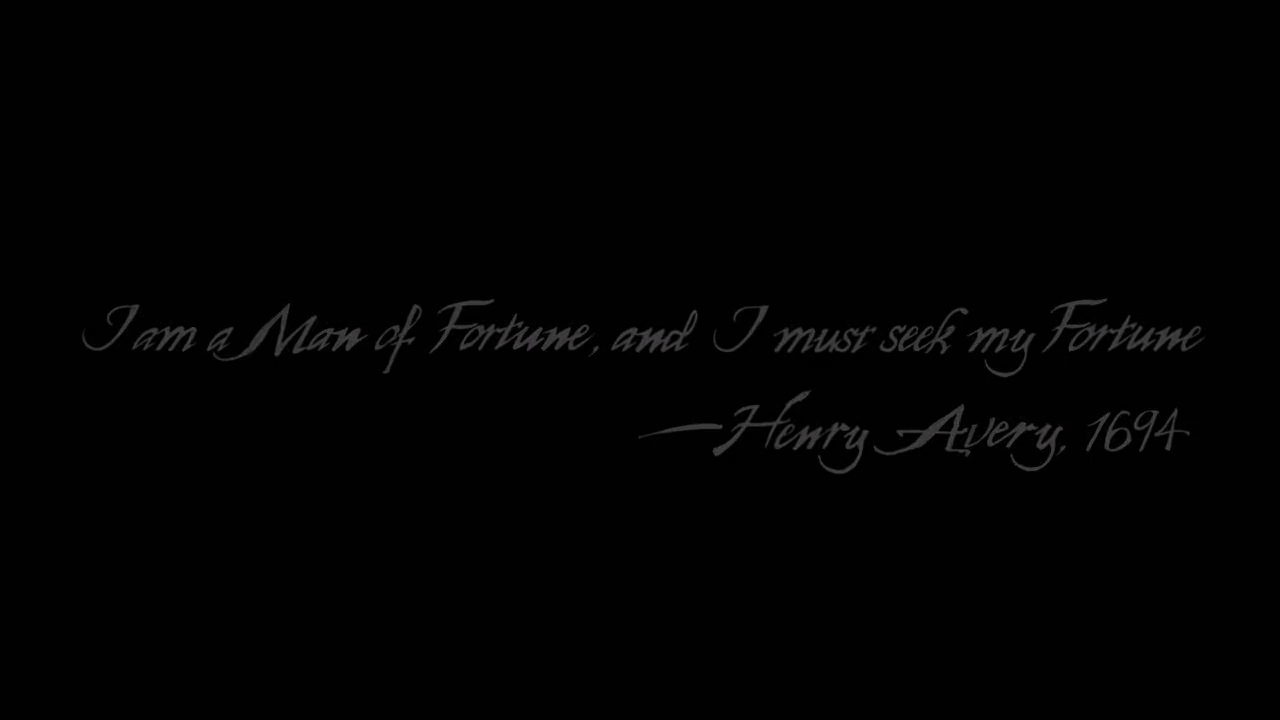 I am a Man of Fortune, and I must seek my Fortune
—Henry Avery, 1694